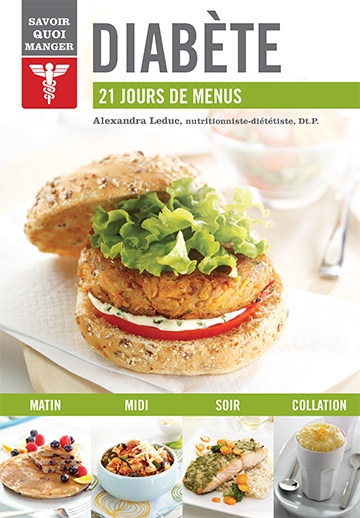 SAVOIR
QUOI
MANGER
DIABÈTE
21 JOURS DE MENUS
Alexandra Leduc, nutritionniste-diététiste, Dt.P.
MATIN
MIDI
SOIR
COLLATION